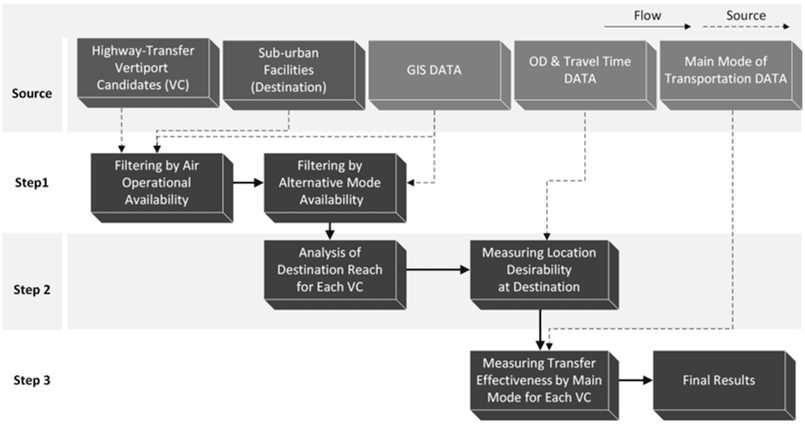 Flow
Source
Source
Highway-Transfer
Vertiport
Candidates (VC)
Sub-urban
Facilities
(Destination)
GIS DATA
OD & Travel Time
DATA
Main Mode of
Transportation DATA
Step1
Filtering by Air
Operational
Availability
Filtering by
Alternative Mode
Availability
Step 2
Analysis of
Destination Reach
for Each VC
Measuring Location
Desirability
at Destination
Step 3
Measuring Transfer
Effectiveness by Main
Mode for Each VC
Final Results